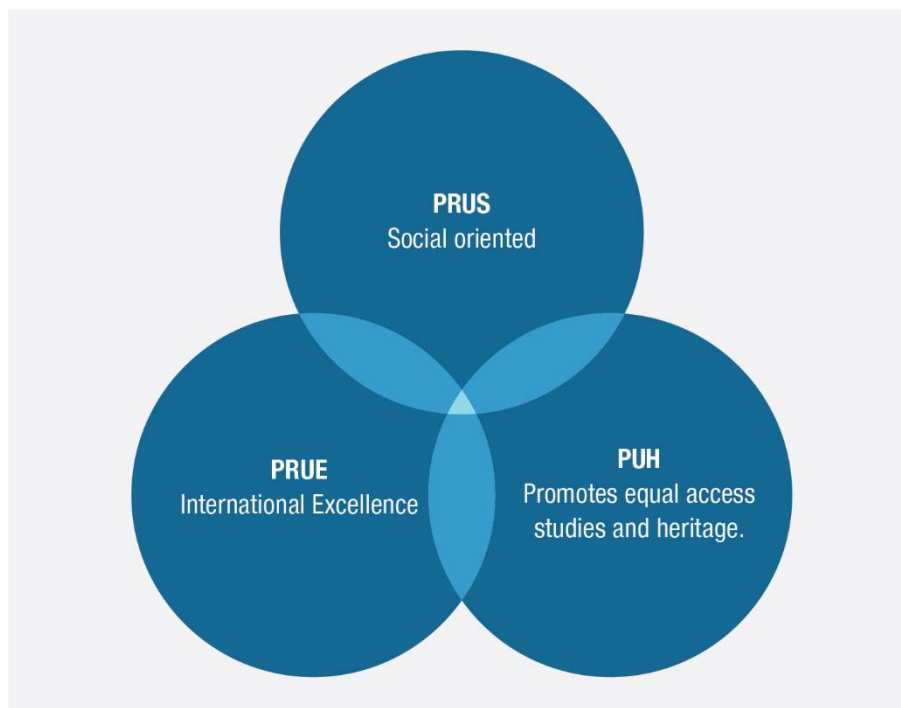 PRUS
Social oriented
PRUE
International Excellence
PUH
Promotes equal access
studies and heritage.